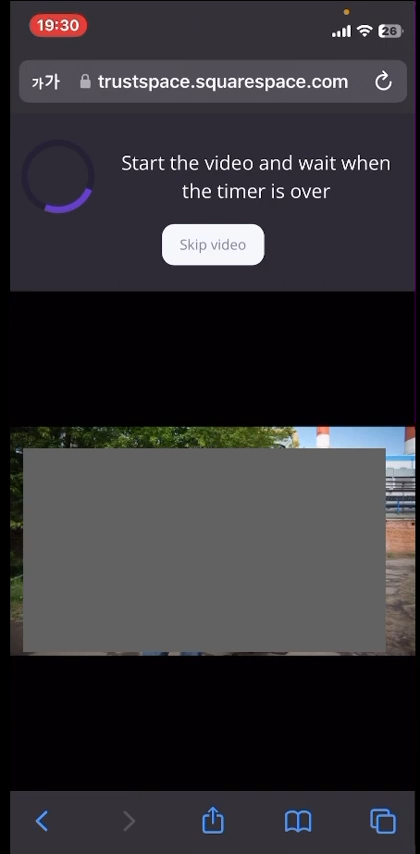 19:30
26
가가 trustspace.squarespace.com
Start the video and wait when
the timer is over
Skip video